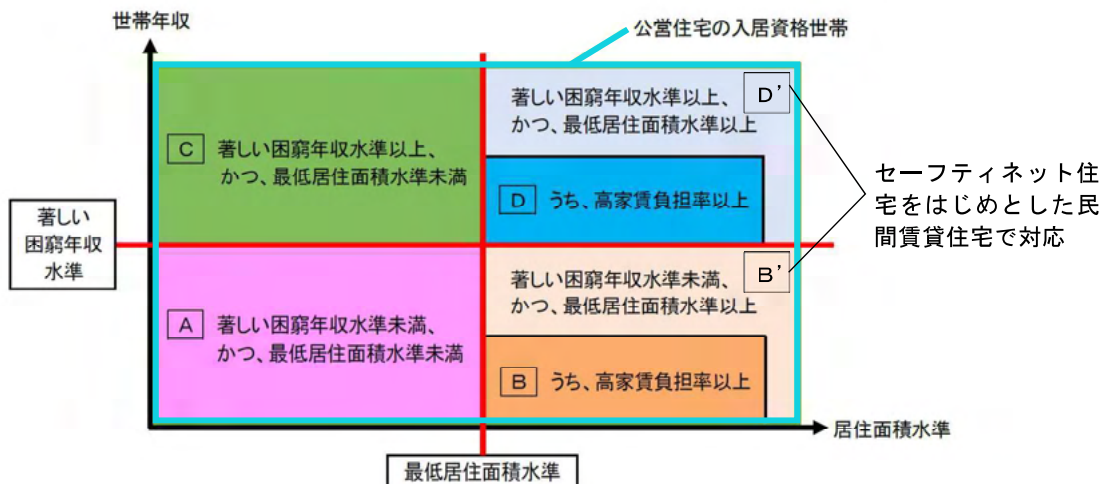 世帯年収
公営住宅の入居資格世帯
C 著しい困窮年収水準以上、
かつ、最低居住面積水準未満
著しい困窮年収水準以上、
かつ、最低居住面積水準以上
D’
D うち、高家賃負担率以上
セーフティネット住
宅をはじめとした民
間賃貸住宅で対応
著しい
困窮年収
水準
A 著しい困窮年収水準未満、
かつ、最低居住面積水準未満
著しい困窮年収水準未満、
かつ、最低居住面積水準以上
B’
B うち、高家賃負担率以上
居住面積水準
最低居住面積水準